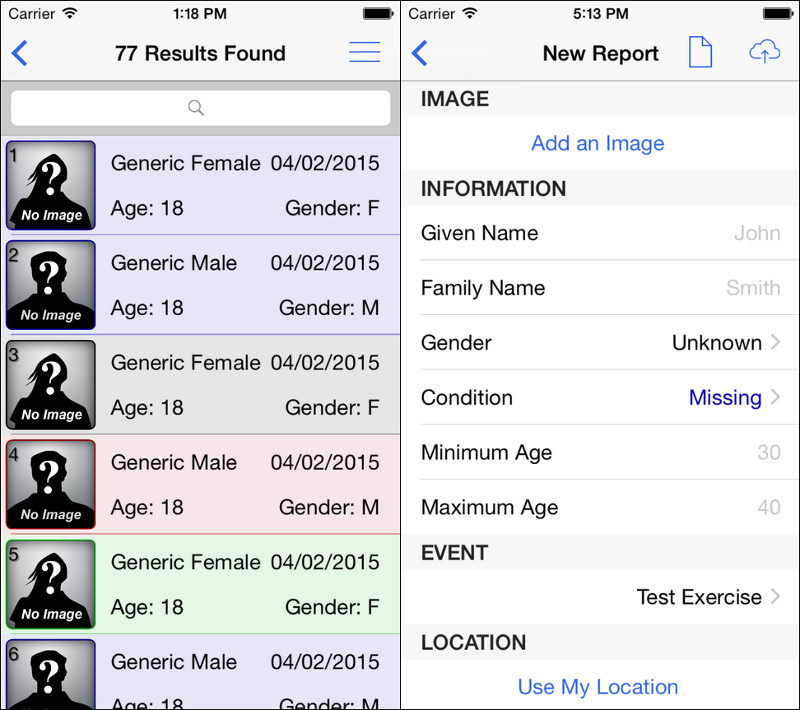 Carrier 1:18 PM
77 Results Found
1
Generic Female 04/02/2015
No Image
Age: 18 Gender: F
2
Generic Male 04/02/2015
No Image
Age: 18 Gender: M
3
Generic Female 04/02/2015
No Image
Age: 18 Gender: F
4
Generic Male 04/02/2015
No Image
Age: 18 Gender: M
5
Generic Female 04/02/2015
No Image
Age: 18 Gender: F
6
Generic Male 04/02/2015
Age: 18 Gender: M
Carrier 5:13 PM
New Report
IMAGE
Add an Image
INFORMATION
Given Name John
Family Name Smith
Gender Unknown
Condition Missing
Minimum Age 30
Maximum Age 40
EVENT
Test Exercise
LOCATION
Use My Location